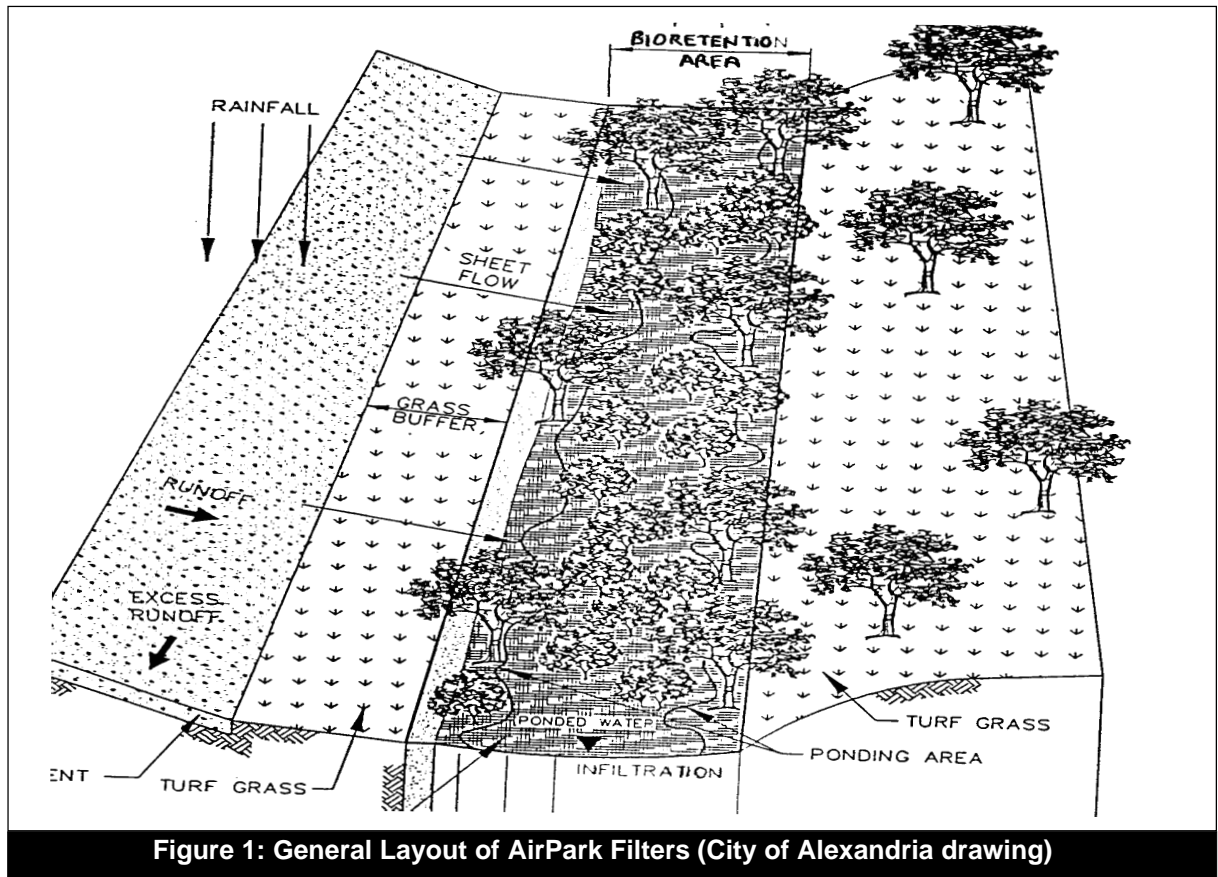 BIORETENTION
AREA
RAINFALL
SHEET
FLOW
GRASS
BUFFER
RUNOFF
EXCESS
RUNOFF
PONDED WATER
TURF GRASS
PONDING AREA
INFILTRATION
ENT
TURF GRASS
Figure 1: General Layout of AirPark Filters (City of Alexandria drawing)